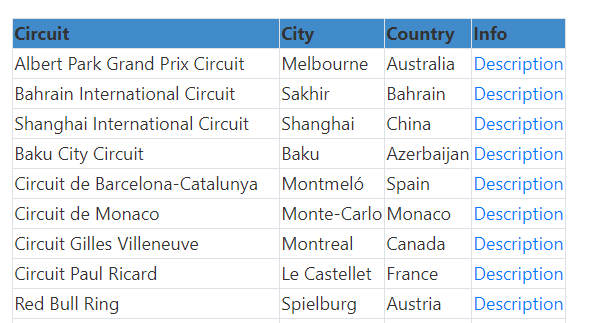 Circuit City Country Info
Albert Park Grand Prix Circuit Melbourne Australia Description
Bahrain International Circuit Sakhir Bahrain Description
Shanghai International Circuit Shanghai China Description
Baku City Circuit Baku Azerbaijan Description
Circuit de Barcelona-Catalunya Montmeló Spain Description
Circuit de Monaco Monte-Carlo Monaco Description
Circuit Gilles Villeneuve Montreal Canada Description
Circuit Paul Ricard Le Castellet France Description
Red Bull Ring Spielburg Austria Description